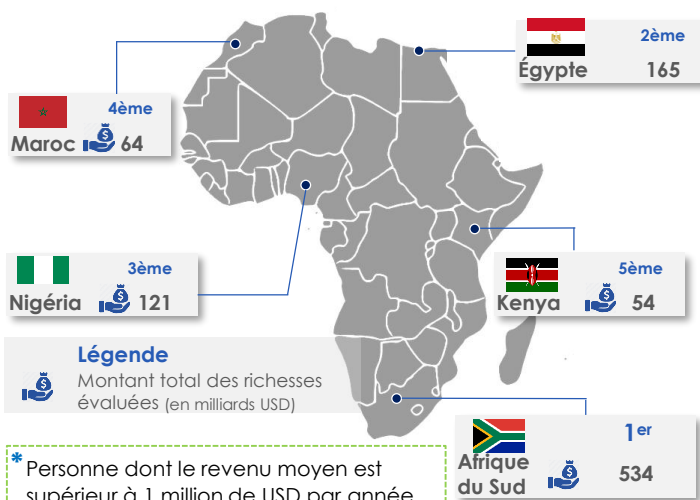 2ème
Égypte 165
4ème
Maroc 64
3ème
Nigéria 121
5ème
Kenya 54
Légende
Montant total des richesses
évaluées (en milliards USD)
1er
Afrique
du Sud 534
* Personne dont le revenu moyen est
supérieur à 1 million de USD par année